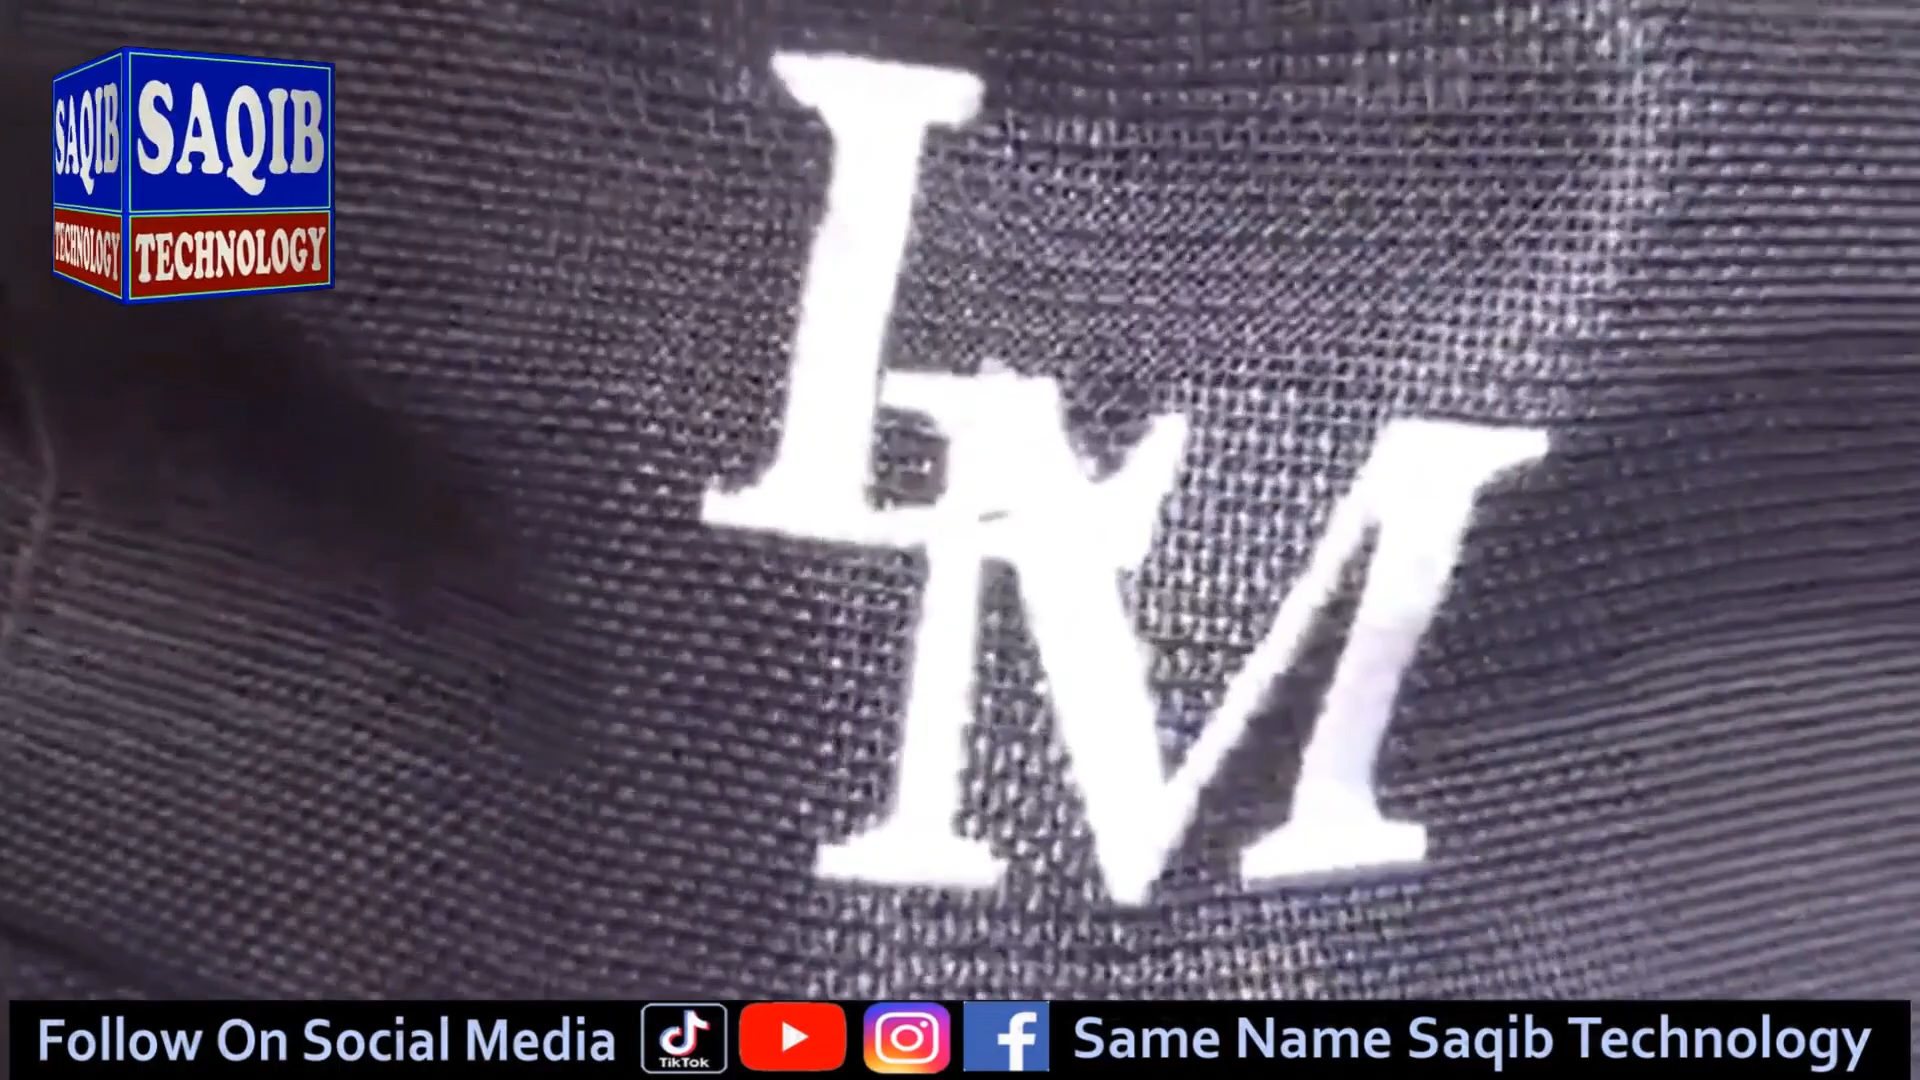 SAQIB
TECHNOLOGY
SAQIB
TECHNOLOGY
LM
Follow On Social Media TikTok Same Name Saqib Technology